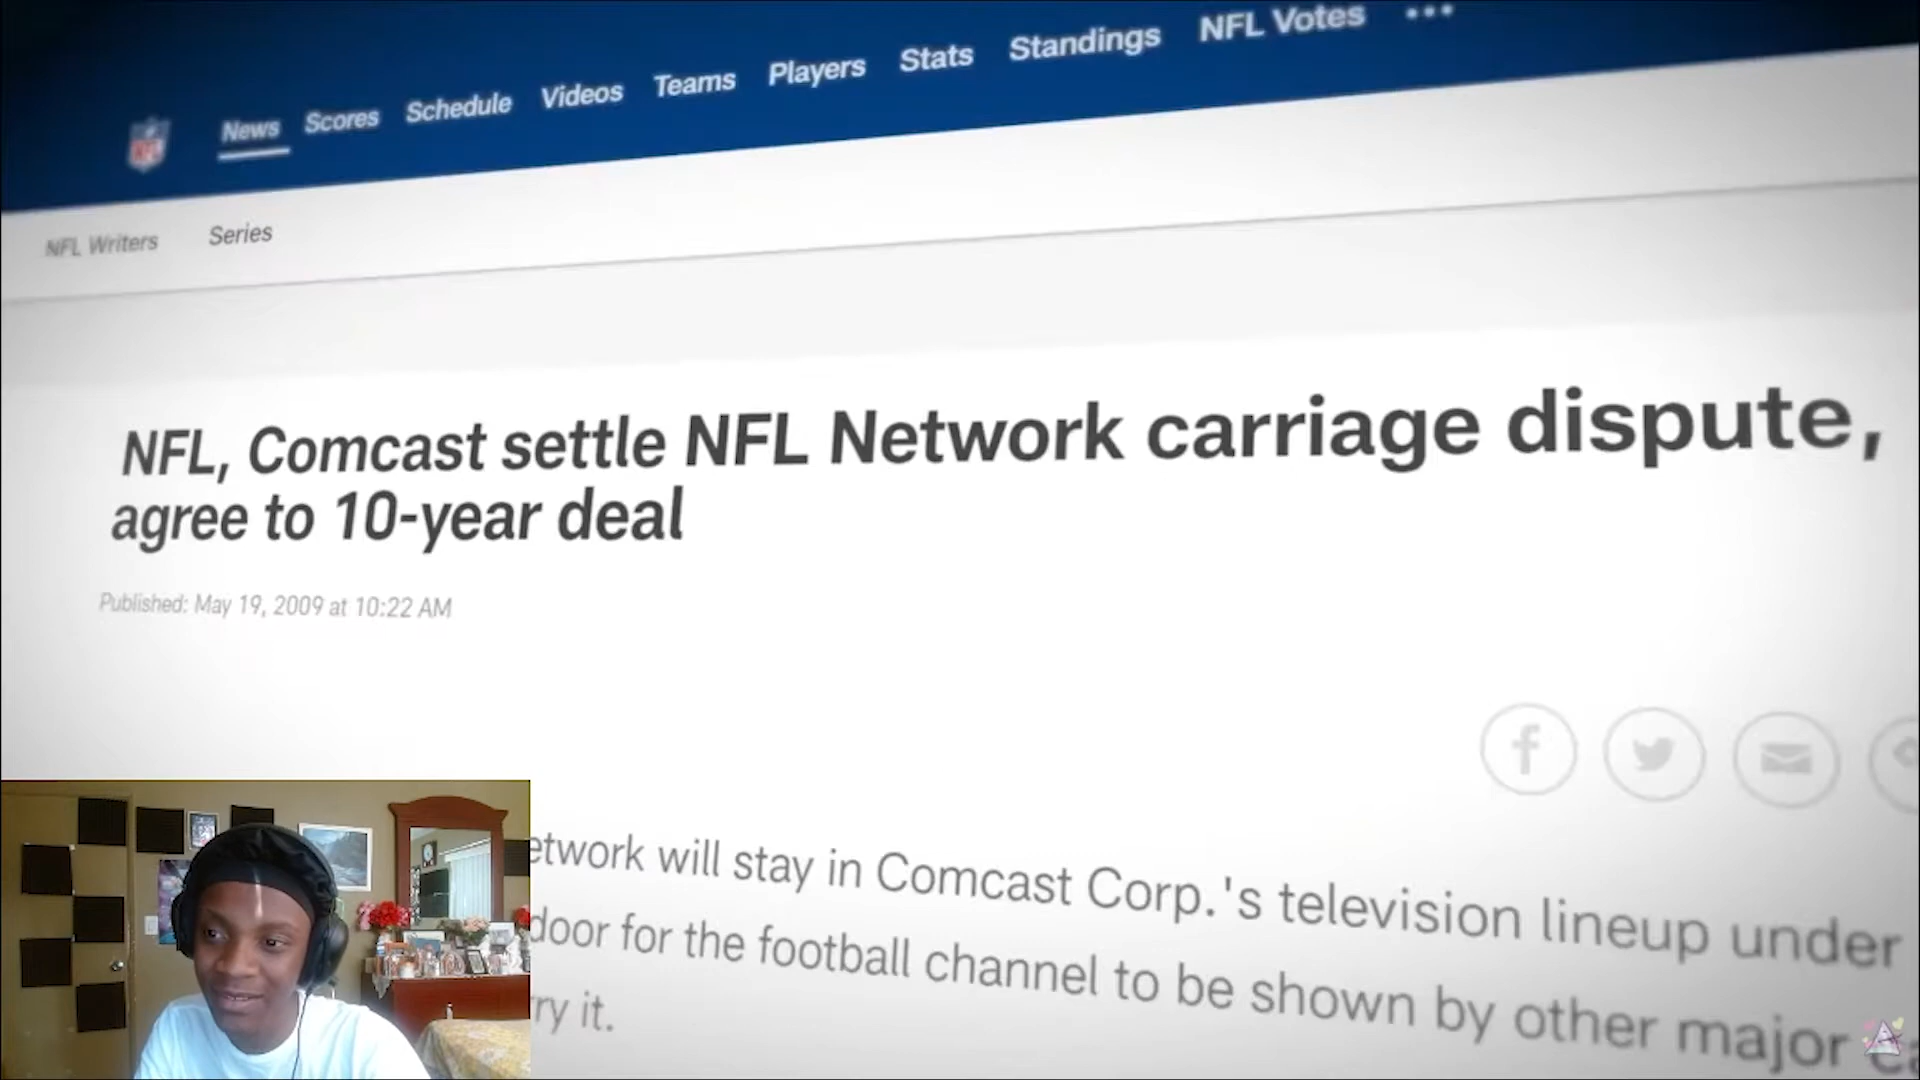 News Scores Schedule Videos Teams Players Stats Standings NFL Votes •••
NFL
NFL Writers Series
NFL, Comcast settle NFL Network carriage dispute,
agree to 10-year deal
Published: May 19, 2009 at 10:22 AM
etwork will stay in Comcast Corp.'s television lineup under
door for the football channel to be shown by other major
ry it.